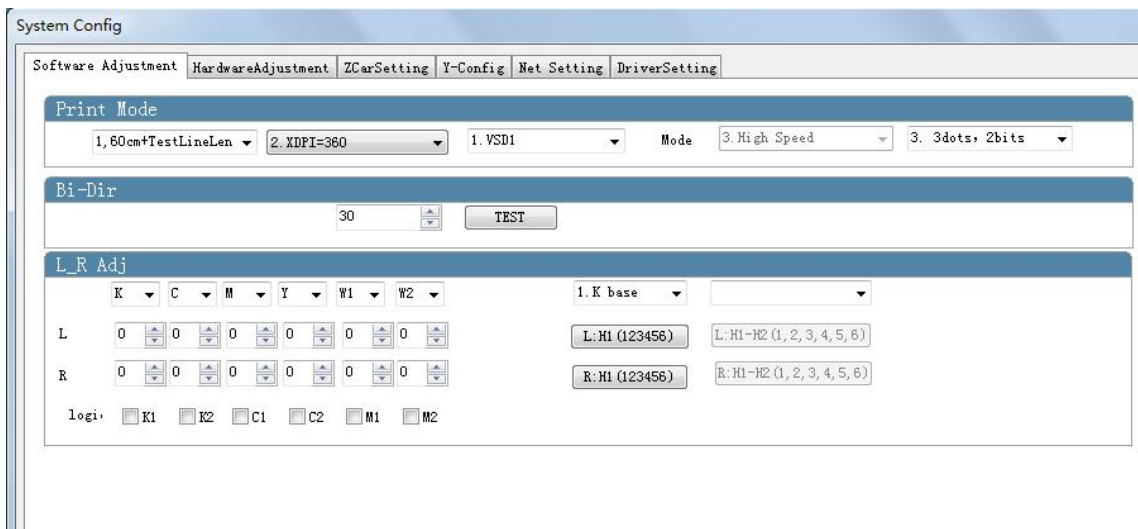 System Config
Software Adjustment HardwareAdjustment ZCarSetting Y-Config Net Setting DriverSetting
Print Mode
1,60cm+TestLineLen 2.XDPI=360 1.VSD1 Mode 3.High Speed 3. 3dots, 2bits
Bi-Dir
30 TEST
L_R Adj
K C M Y W1 W2 1.K base
L 0 0 0 0 0 0 L:H1(123456) L:H1-H2(1,2,3,4,5,6)
R 0 0 0 0 0 0 R:H1(123456) R:H1-H2(1,2,3,4,5,6)
logi K1 K2 C1 C2 M1 M2